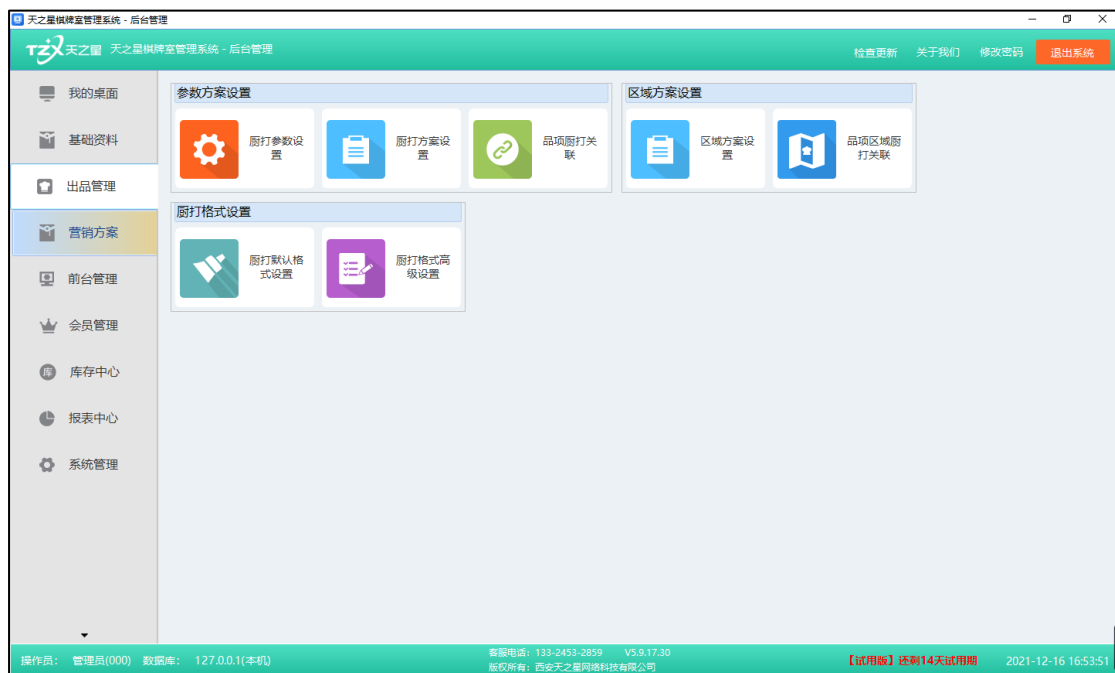 天之星棋牌室管理系统 - 后台管理
TZX天之星 天之星棋牌室管理系统 - 后台管理
检查更新 关于我们 修改密码 退出系统
我的桌面
基础资料
出品管理
营销方案
前台管理
会员管理
库 库存中心
报表中心
系统管理
参数方案设置
厨打参数设
置
厨打方案设
置
品项厨打关
联
区域方案设置
区域方案设
置
品项区域厨
打关联
厨打格式设置
厨打默认格
式设置
厨打格式高
级设置
操作员: 管理员(000) 数据库: 127.0.0.1(本机)
客服电话: 133-2453-2859 V5.9.17.30
版权所有: 西安天之星网络科技有限公司
【试用版】还剩14天试用期 2021-12-16 16:53:51